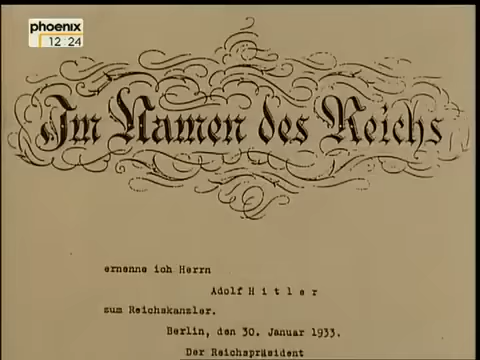 phoenix
12 24
Im Namen des Reichs
ernenne ich Herrn
Adolf H i t l e r
zum Reichskanzler.
Berlin, den 30. Januar 1933.
Der Reichspräsident